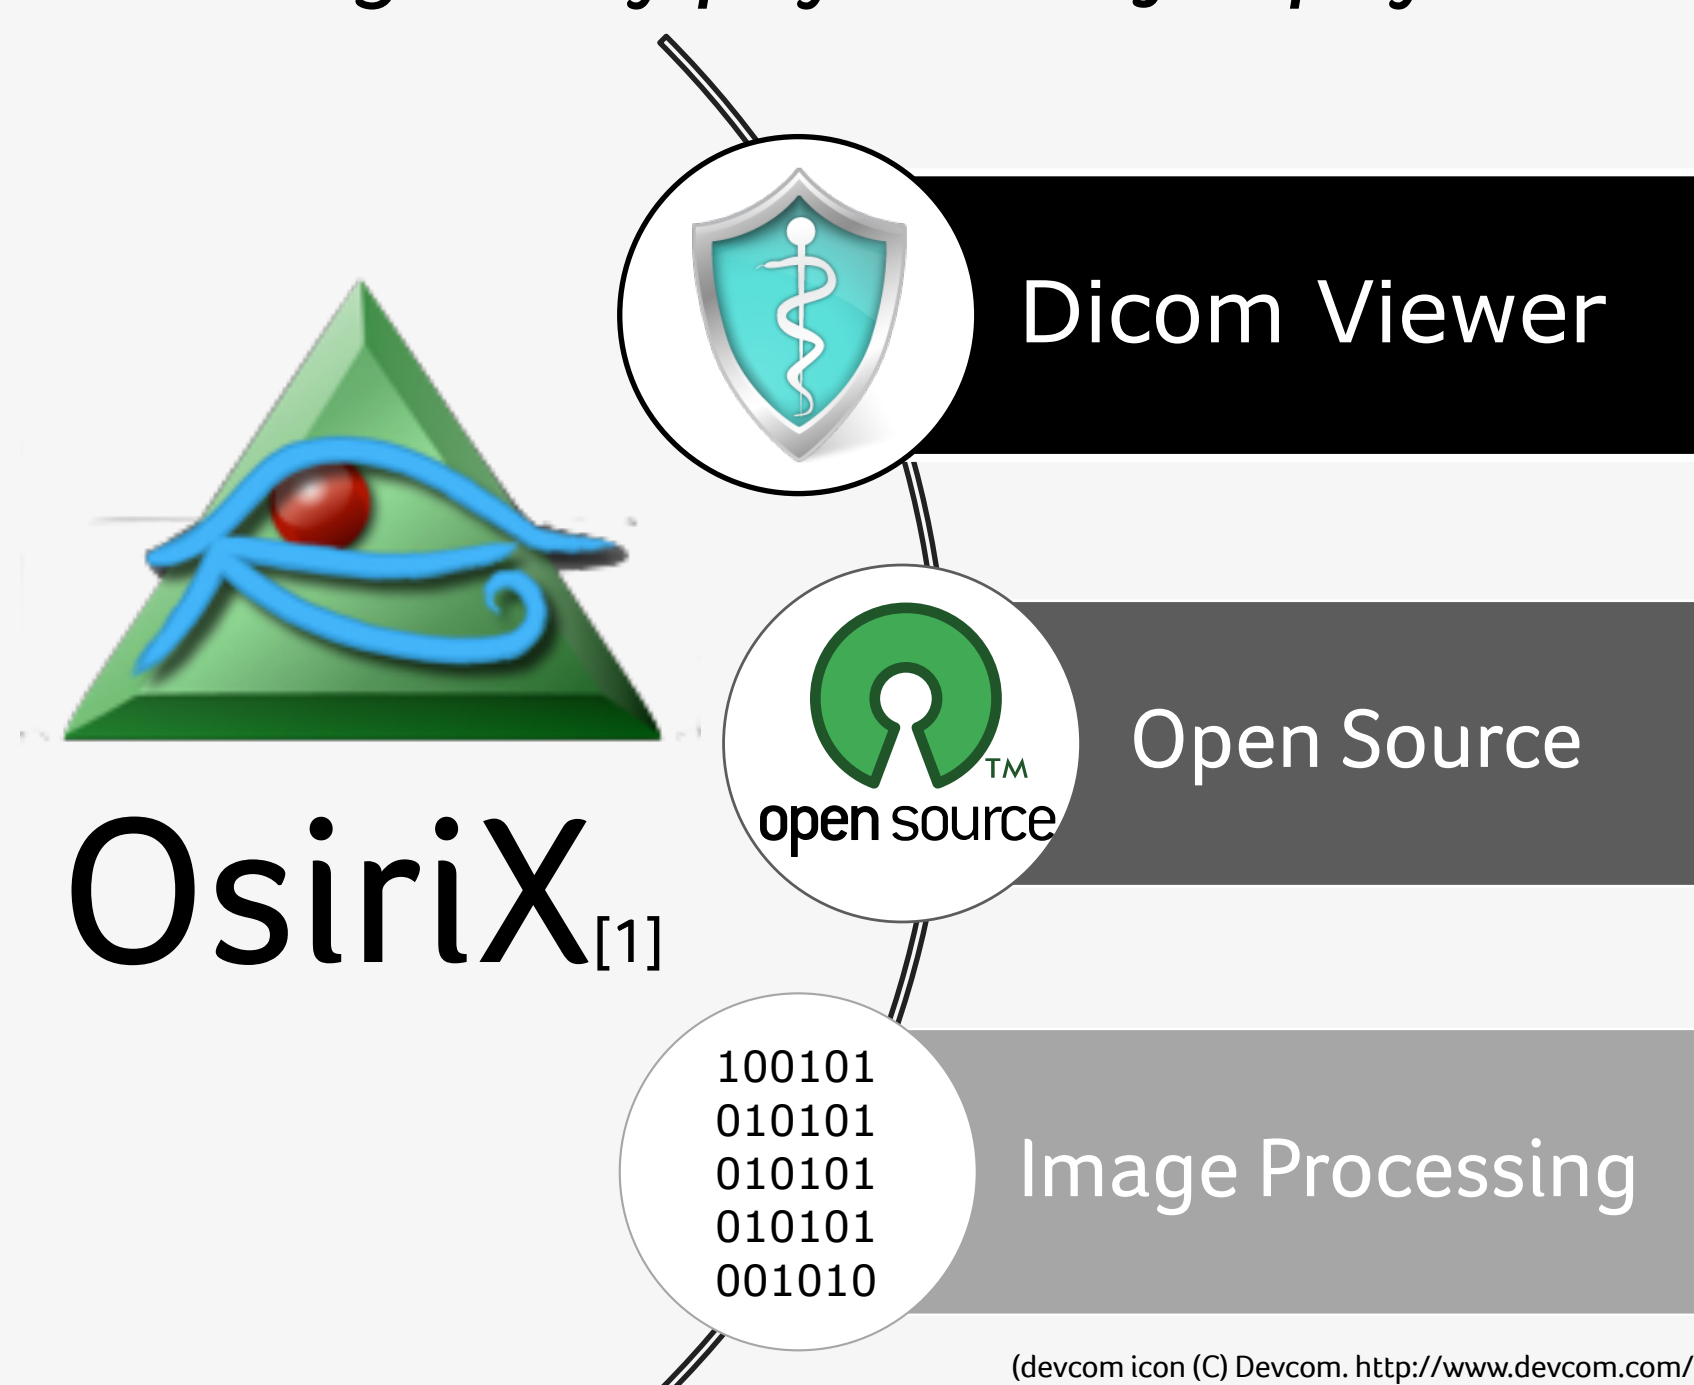 Dicom Viewer
Open Source
TM
open source
OsiriX[1]
100101
010101
010101
010101
001010
Image Processing
(devcom icon (C) Devcom. http://www.devcom.com/